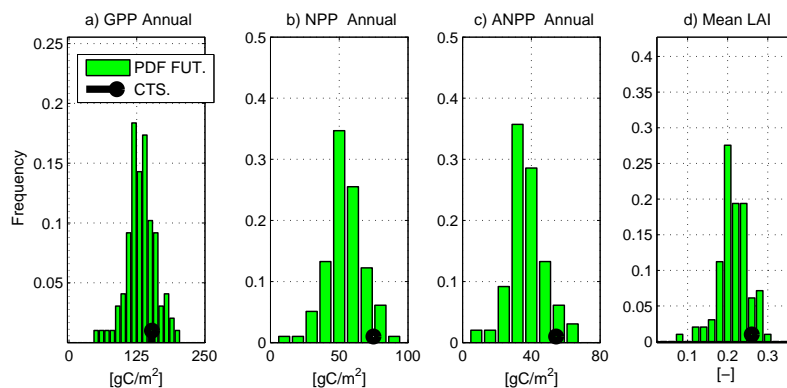 a) GPP Annual
b) NPP Annual
c) ANPP Annual
d) Mean LAI
PDF FUT.
CTS.
Frequency
0.25
0.2
0.15
0.1
0.05
0 125 250
[gC/m²]
0.5
0.4
0.3
0.2
0.1
0
0 50 100
[gC/m²]
0.5
0.4
0.3
0.2
0.1
0
0 40 80
[gC/m²]
0.4
0.35
0.3
0.25
0.2
0.15
0.1
0.05
0
0.1 0.2 0.3
[–]